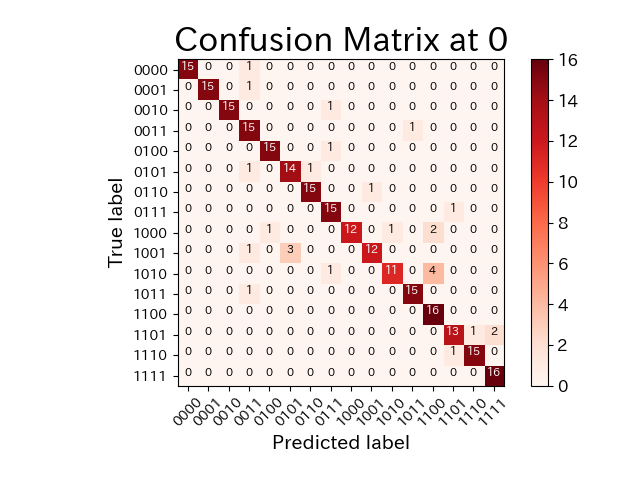 Confusion Matrix at 0
0000 15 0 0 1 0 0 0 0 0 0 0 0 0 0 0 0
0001 0 15 0 1 0 0 0 0 0 0 0 0 0 0 0 0
0010 0 0 15 0 0 0 0 1 0 0 0 0 0 0 0 0
0011 0 0 0 15 0 0 0 0 0 0 0 1 0 0 0 0
0100 0 0 0 0 15 0 0 1 0 0 0 0 0 0 0 0
0101 0 0 0 1 0 14 1 0 0 0 0 0 0 0 0 0
0110 0 0 0 0 0 0 15 0 0 1 0 0 0 0 0 0
0111 0 0 0 0 0 0 0 15 0 0 0 0 0 1 0 0
1000 0 0 0 0 1 0 0 0 12 0 1 0 2 0 0 0
1001 0 0 0 1 0 3 0 0 0 12 0 0 0 0 0 0
1010 0 0 0 0 0 0 0 1 0 0 11 0 4 0 0 0
1011 0 0 0 1 0 0 0 0 0 0 0 15 0 0 0 0
1100 0 0 0 0 0 0 0 0 0 0 0 0 16 0 0 0
1101 0 0 0 0 0 0 0 0 0 0 0 0 0 13 1 2
1110 0 0 0 0 0 0 0 0 0 0 0 0 0 1 15 0
1111 0 0 0 0 0 0 0 0 0 0 0 0 0 0 0 16
0000 0001 0010 0011 0100 0101 0110 0111 1000 1001 1010 1011 1100 1101 1110 1111
Predicted label
True label
16
14
12
10
8
6
4
2
0